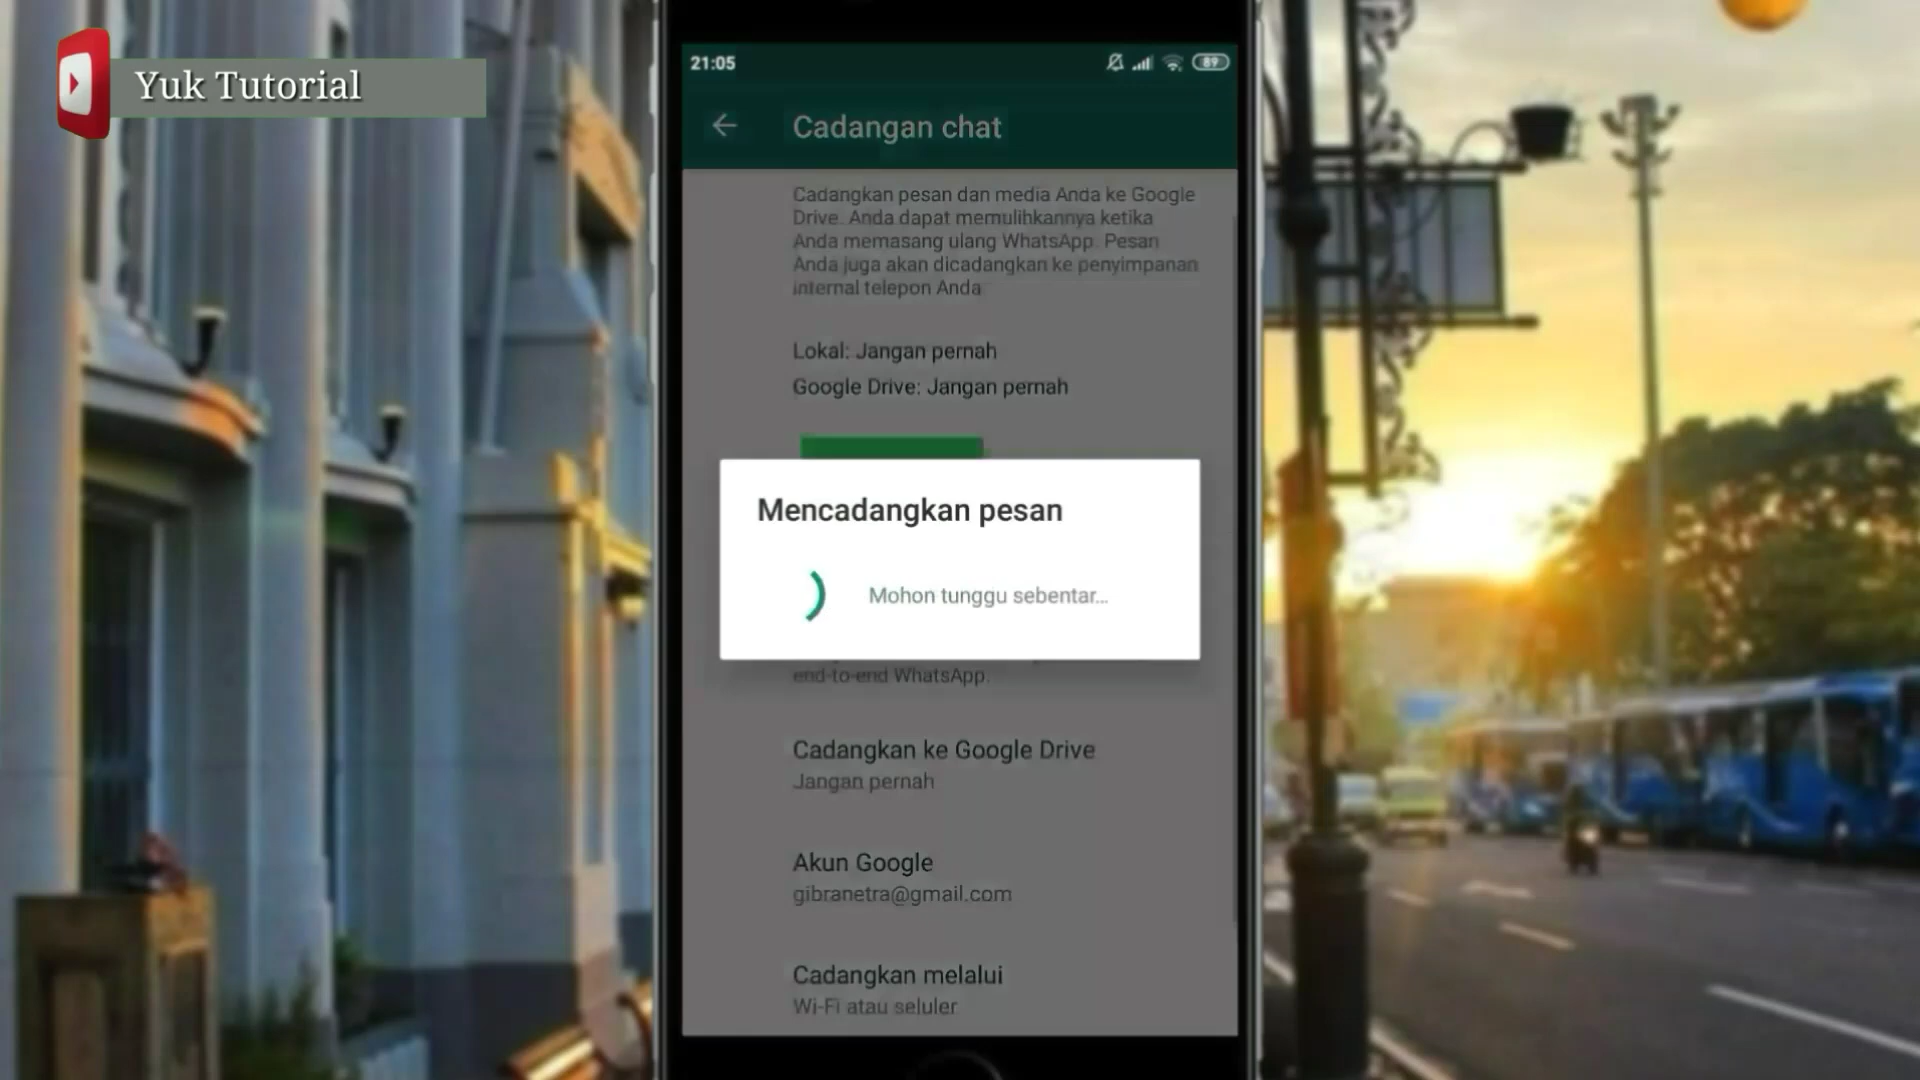 Yuk Tutorial
21:05
89
Cadangan chat
Cadangkan pesan dan media Anda ke Google
Drive. Anda dapat memulihkannya ketika
Anda memasang ulang WhatsApp. Pesan
Anda juga akan dicadangkan ke penyimpanan
internal telepon Anda
Lokal: Jangan pernah
Google Drive: Jangan pernah
Mencadangkan pesan
Mohon tunggu sebentar...
end-to-end WhatsApp.
Cadangkan ke Google Drive
Jangan pernah
Akun Google
gibranetra@gmail.com
Cadangkan melalui
Wi-Fi atau seluler